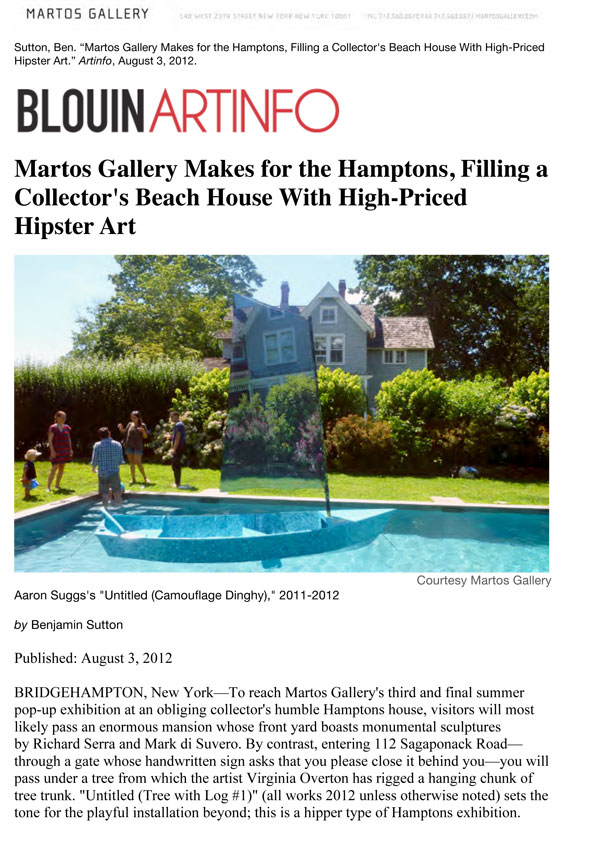 MARTOS GALLERY
540 WEST 29TH STREET NEW YORK NEW YORK 10001
MARTOSGALLERY.COM
Sutton, Ben. “Martos Gallery Makes for the Hamptons, Filling a Collector's Beach House With High-Priced
Hipster Art.” Artinfo, August 3, 2012.
BLOUINARTINFO
Martos Gallery Makes for the Hamptons, Filling a
Collector's Beach House With High-Priced
Hipster Art
Courtesy Martos Gallery
Aaron Suggs's "Untitled (Camouflage Dinghy)," 2011-2012
by Benjamin Sutton
Published: August 3, 2012
BRIDGEHAMPTON, New York—To reach Martos Gallery's third and final summer
pop-up exhibition at an obliging collector's humble Hamptons house, visitors will most
likely pass an enormous mansion whose front yard boasts monumental sculptures
by Richard Serra and Mark di Suvero. By contrast, entering 112 Sagaponack Road—
through a gate whose handwritten sign asks that you please close it behind you—you will
pass under a tree from which the artist Virginia Overton has rigged a hanging chunk of
tree trunk. "Untitled (Tree with Log #1)" (all works 2012 unless otherwise noted) sets the
tone for the playful installation beyond; this is a hipper type of Hamptons exhibition.